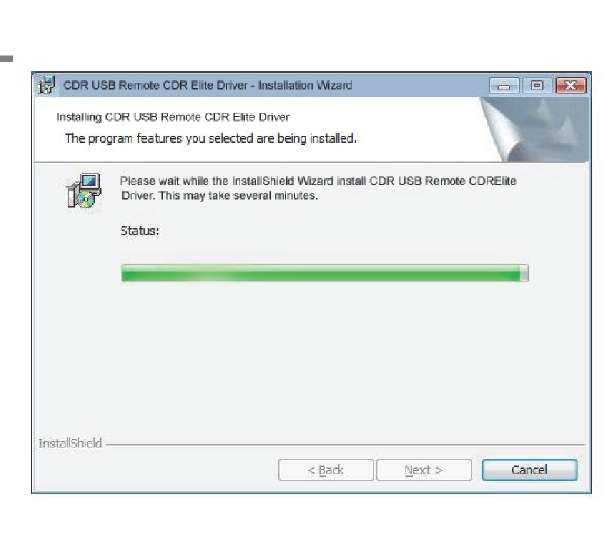 CDR USB Remote CDR Elite Driver - Installation Wizard
Installing CDR USB Remote CDR Elite Driver
The program features you selected are being installed.
Please wait while the InstallShield Wizard install CDR USB Remote CDRElite
Driver. This may take several minutes.
Status:
InstallShield
< Back Next > Cancel